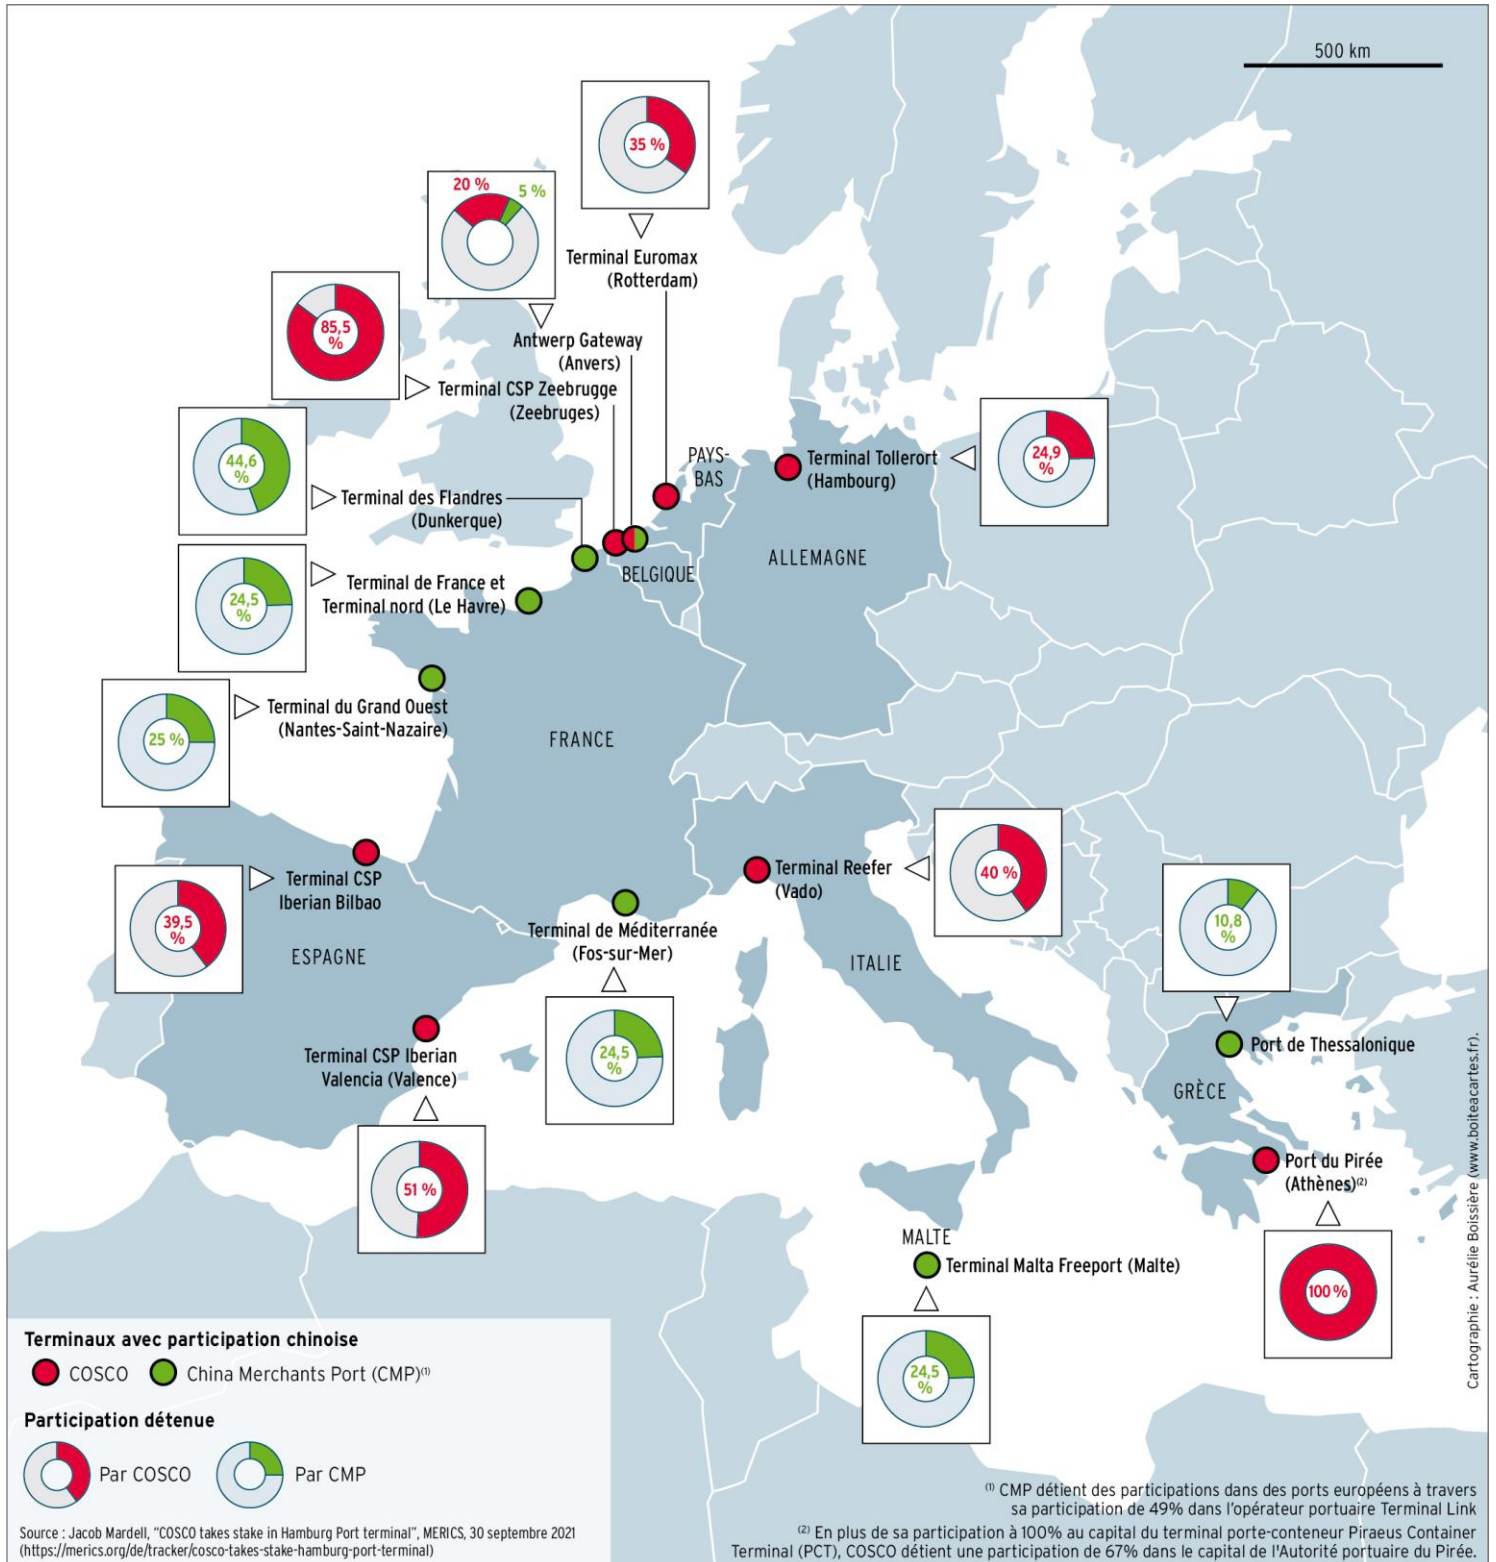 500 km
35 %
Terminal Euromax
(Rotterdam)
20 %
5 %
Antwerp Gateway
(Anvers)
85,5
%
Terminal CSP Zeebrugge
(Zeebruges)
44,6
%
Terminal des Flandres
(Dunkerque)
PAYS-
BAS
Terminal Tollerort
(Hambourg)
24,9
%
24,5
%
Terminal de France et
Terminal nord (Le Havre)
BELGIQUE
ALLEMAGNE
25 %
Terminal du Grand Ouest
(Nantes-Saint-Nazaire)
FRANCE
39,5
%
Terminal CSP
Iberian Bilbao
ESPAGNE
Terminal Reefer
(Vado)
40 %
Terminal de Méditerranée
(Fos-sur-Mer)
24,5
%
ITALIE
10,8
%
Port de Thessalonique
GRÈCE
Terminal CSP Iberian
Valencia (Valence)
51 %
Port du Pirée
(Athènes)(2)
100 %
MALTE
Terminal Malta Freeport (Malte)
24,5
%
Terminaux avec participation chinoise
COSCO
China Merchants Port (CMP)(1)
Participation détenue
Par COSCO
Par CMP
Source : Jacob Mardell, "COSCO takes stake in Hamburg Port terminal", MERICS, 30 septembre 2021
(https://merics.org/de/tracker/cosco-takes-stake-hamburg-port-terminal)
(1) CMP détient des participations dans des ports européens à travers
sa participation de 49% dans l'opérateur portuaire Terminal Link
(2) En plus de sa participation à 100% au capital du terminal porte-conteneur Piraeus Container
Terminal (PCT), COSCO détient une participation de 67% dans le capital de l'Autorité portuaire du Pirée.
Cartographie : Aurélie Boissière (www.boiteacartes.fr).